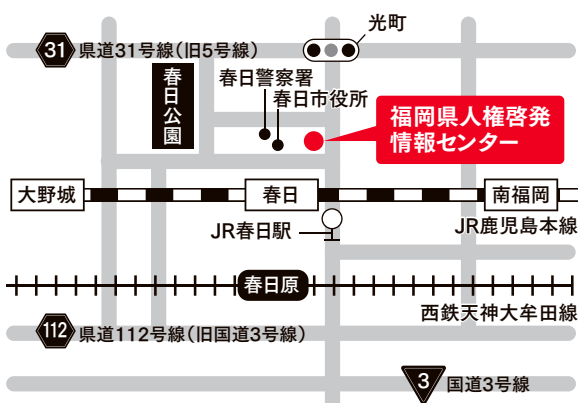 光町
31 県道31号線(旧5号線)
春日公園
春日警察署
春日市役所
福岡県人権啓発
情報センター
大野城
春日
南福岡
JR春日駅
JR鹿児島本線
春日原
西鉄天神大牟田線
112 県道112号線(旧国道3号線)
3 国道3号線